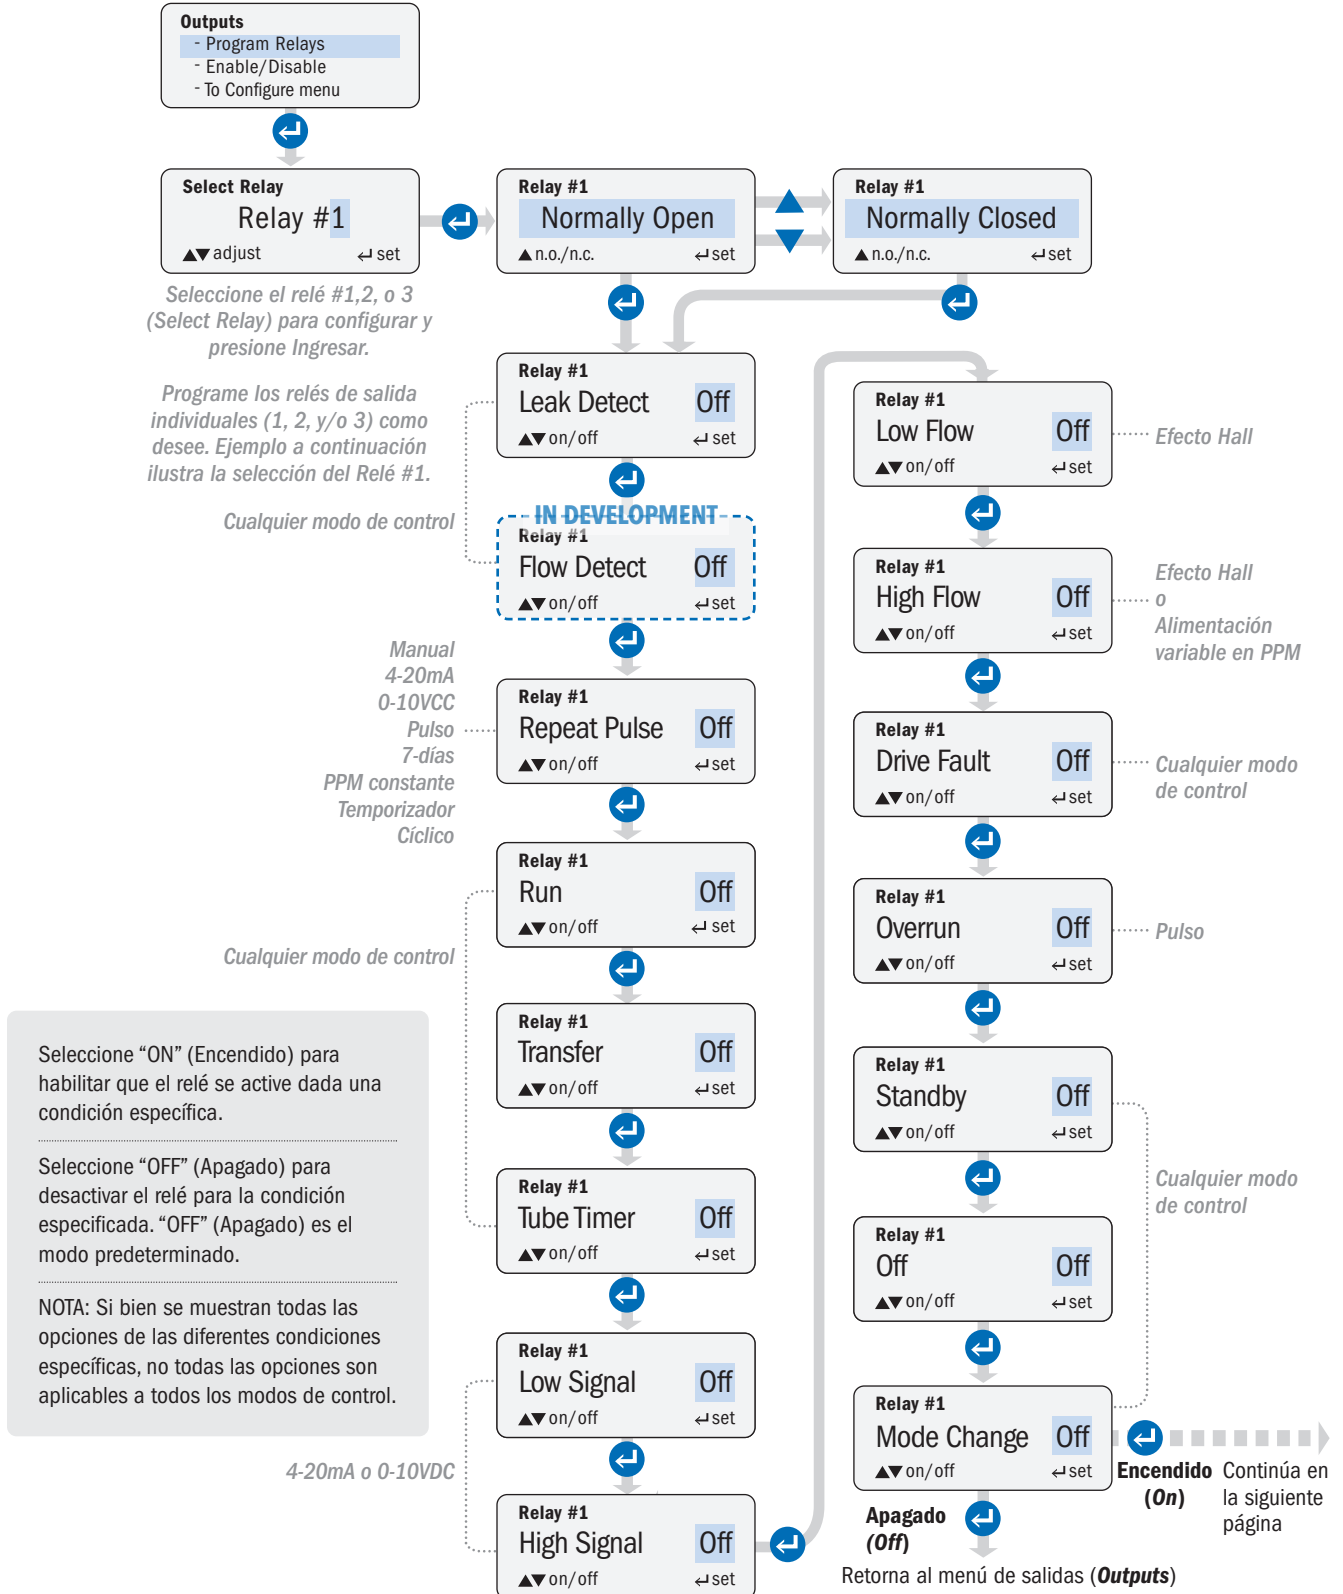 Outputs
- Program Relays
- Enable/Disable
- To Configure menu
Select Relay
Relay #1
▲▼ adjust ↵ set
Relay #1
Normally Open
▲ n.o./n.c. ↵ set
Relay #1
Normally Closed
▲ n.o./n.c. ↵ set
Seleccione el relé #1,2, o 3
(Select Relay) para configurar y
presione Ingresar.
Programe los relés de salida
individuales (1, 2, y/o 3) como
desee. Ejemplo a continuación
ilustra la selección del Relé #1.
Cualquier modo de control
Relay #1
Leak Detect Off
▲▼ on/off ↵ set
IN DEVELOPMENT
Relay #1
Flow Detect Off
▲▼ on/off ↵ set
Manual
4-20mA
0-10VCC
Pulso
7-días
PPM constante
Temporizador
Cíclico
Relay #1
Repeat Pulse Off
▲▼ on/off ↵ set
Relay #1
Run Off
▲▼ on/off ↵ set
Cualquier modo de control
Relay #1
Transfer Off
▲▼ on/off ↵ set
Relay #1
Tube Timer Off
▲▼ on/off ↵ set
Relay #1
Low Signal Off
▲▼ on/off ↵ set
4-20mA o 0-10VDC
Relay #1
High Signal Off
▲▼ on/off ↵ set
Seleccione “ON” (Encendido) para
habilitar que el relé se active dada una
condición específica.
Seleccione “OFF” (Apagado) para
desactivar el relé para la condición
especificada. “OFF” (Apagado) es el
modo predeterminado.
NOTA: Si bien se muestran todas las
opciones de las diferentes condiciones
específicas, no todas las opciones son
aplicables a todos los modos de control.
Relay #1
Low Flow Off
▲▼ on/off ↵ set
Efecto Hall
Relay #1
High Flow Off
▲▼ on/off ↵ set
Efecto Hall
o
Alimentación
variable en PPM
Relay #1
Drive Fault Off
▲▼ on/off ↵ set
Cualquier modo
de control
Relay #1
Overrun Off
▲▼ on/off ↵ set
Pulso
Relay #1
Standby Off
▲▼ on/off ↵ set
Cualquier modo
de control
Relay #1
Off Off
▲▼ on/off ↵ set
Relay #1
Mode Change Off
▲▼ on/off ↵ set
Encendido
(On)
Continúa en
la siguiente
página
Apagado
(Off)
Retorna al menú de salidas (Outputs)